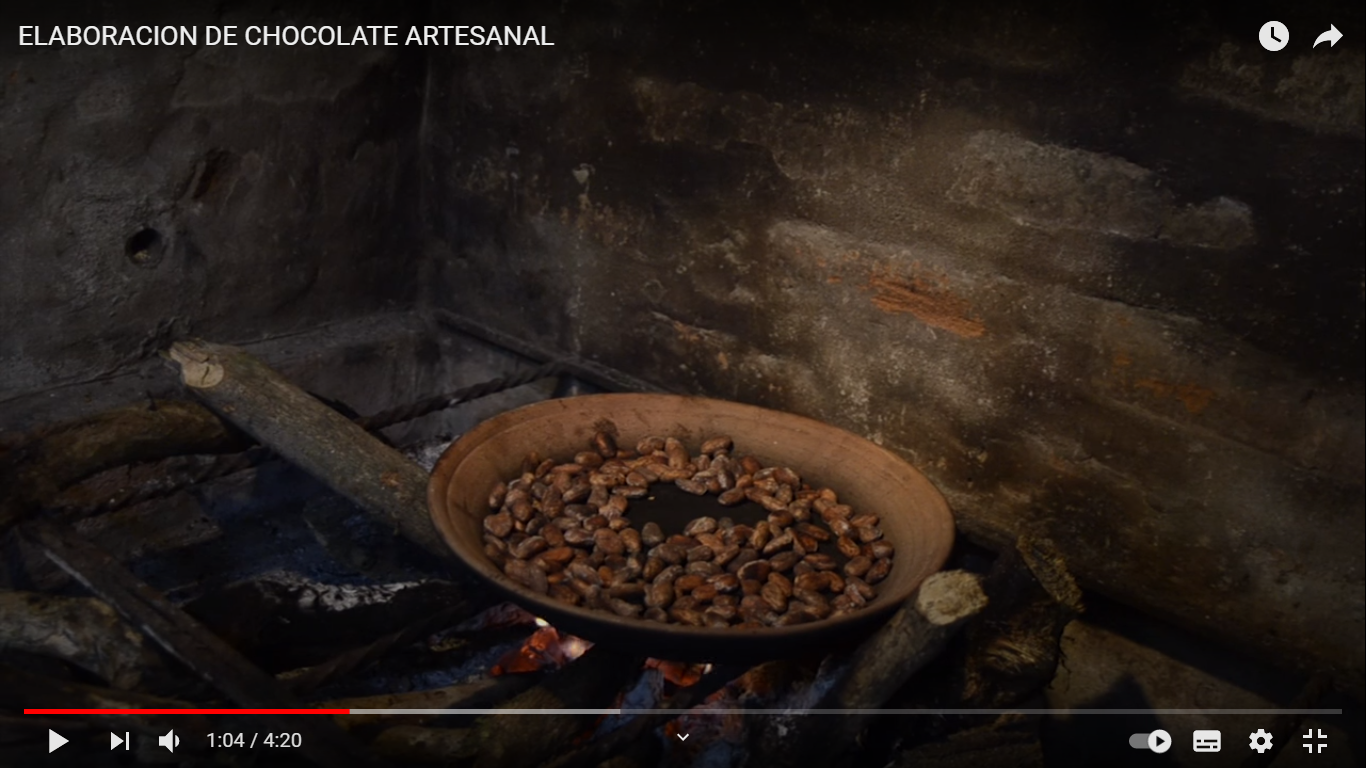 ELABORACION DE CHOCOLATE ARTESANAL
1:04 / 4:20